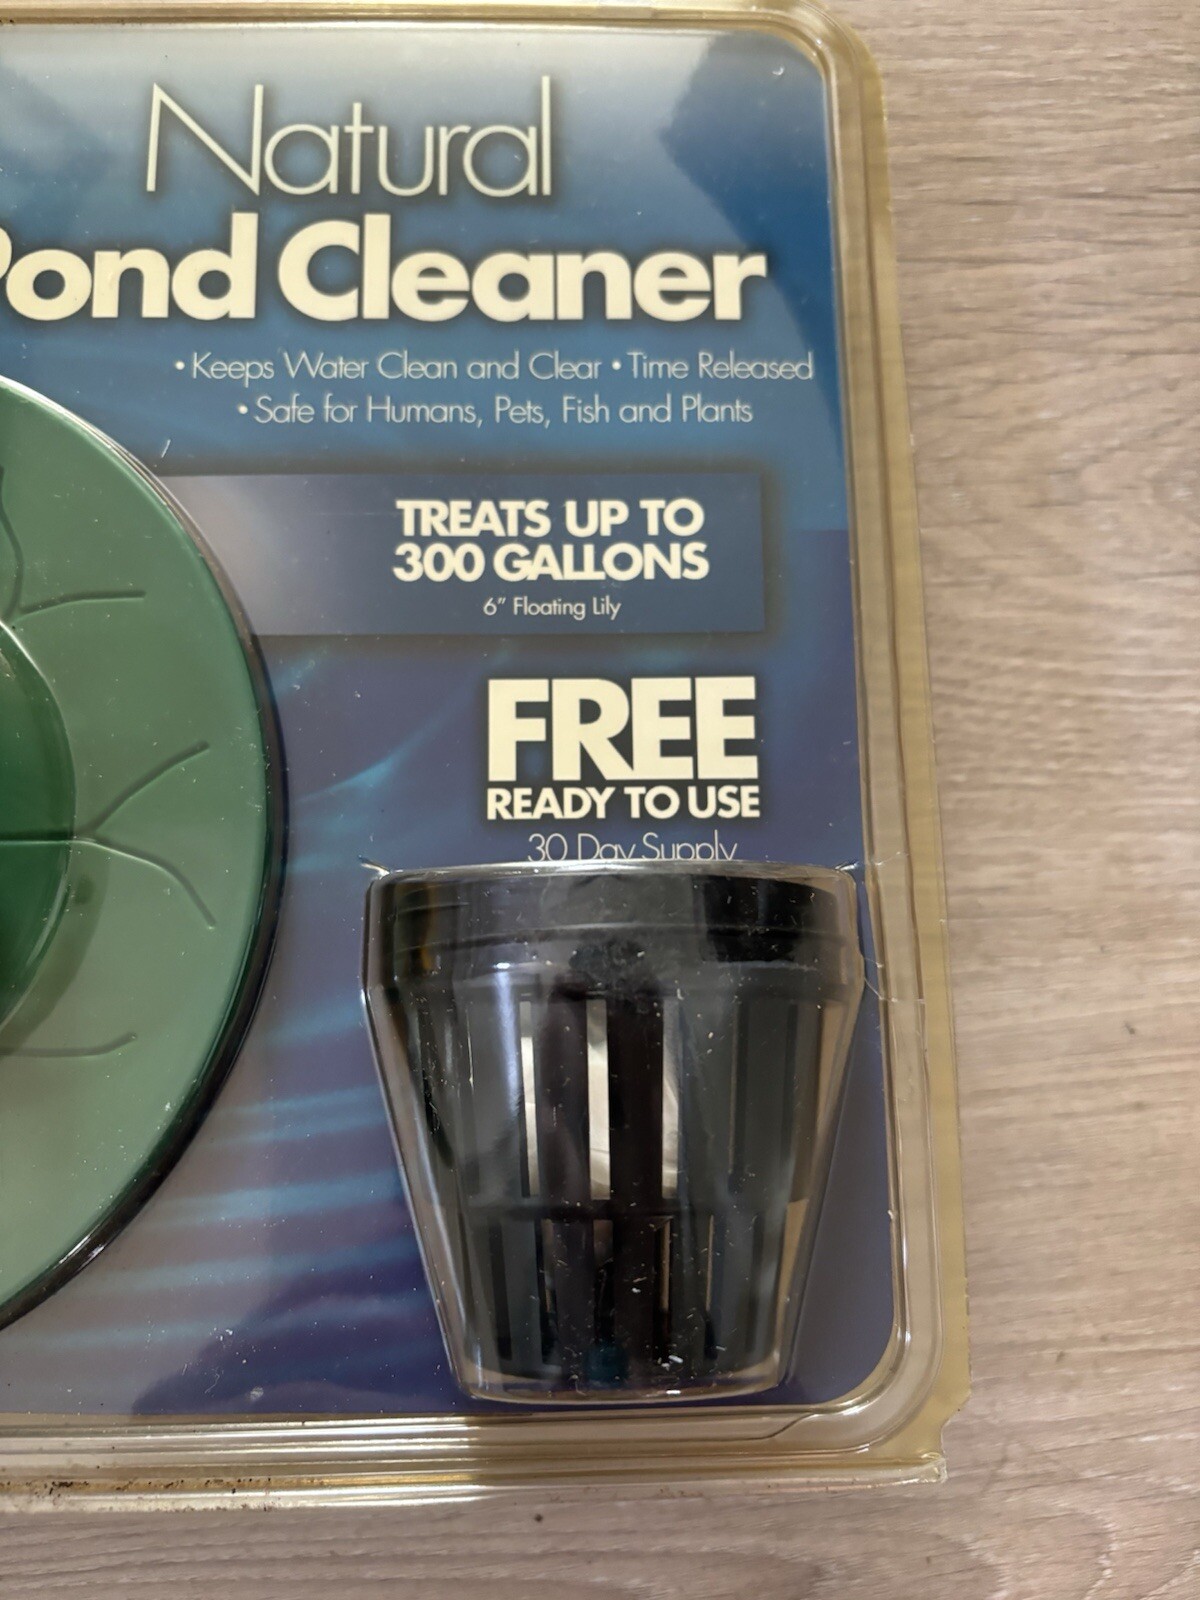 Natural
Pond Cleaner
• Keeps Water Clean and Clear • Time Released
• Safe for Humans, Pets, Fish and Plants
TREATS UP TO
300 GALLONS
6" Floating Lily
FREE
READY TO USE
30 Day Supply